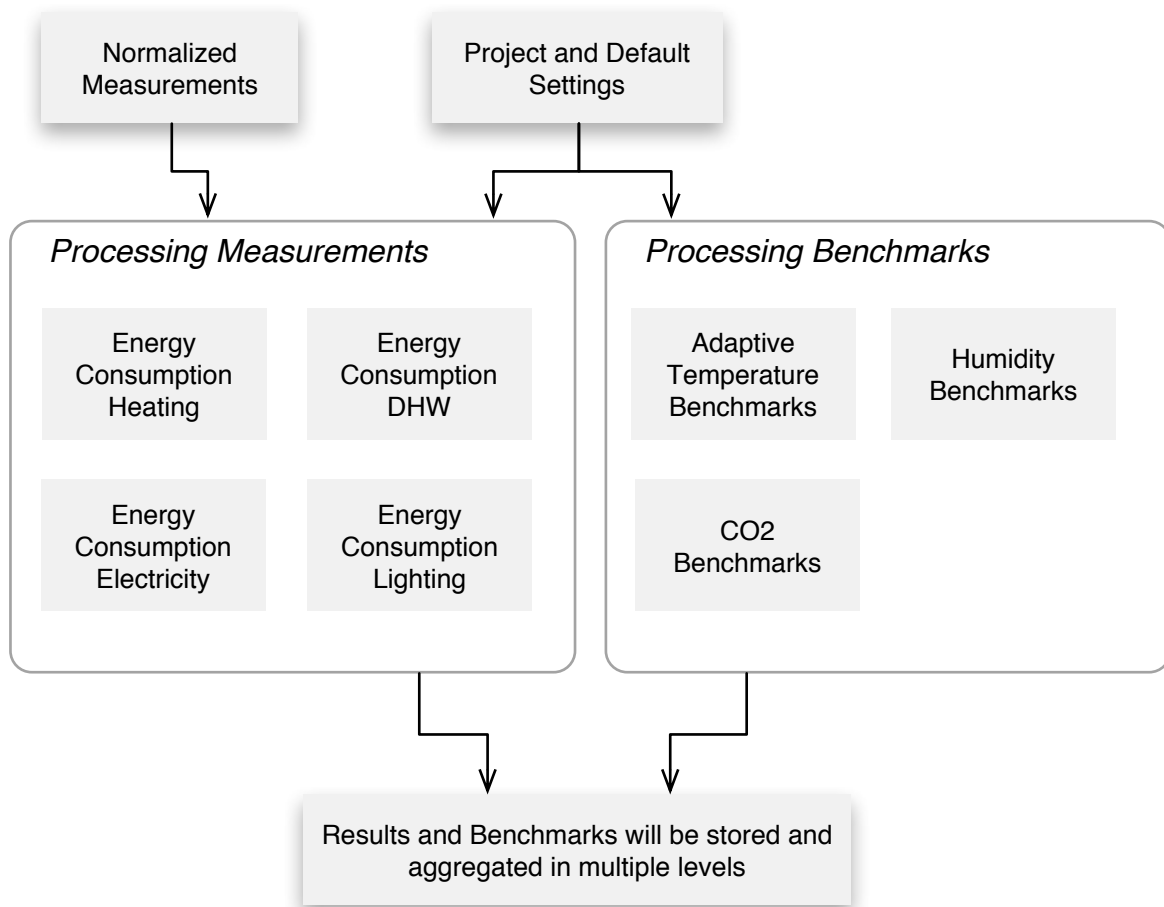 Normalized
Measurements
Project and Default
Settings
Processing Measurements
Energy
Consumption
Heating
Energy
Consumption
DHW
Energy
Consumption
Electricity
Energy
Consumption
Lighting
Processing Benchmarks
Adaptive
Temperature
Benchmarks
Humidity
Benchmarks
CO2
Benchmarks
Results and Benchmarks will be stored and
aggregated in multiple levels